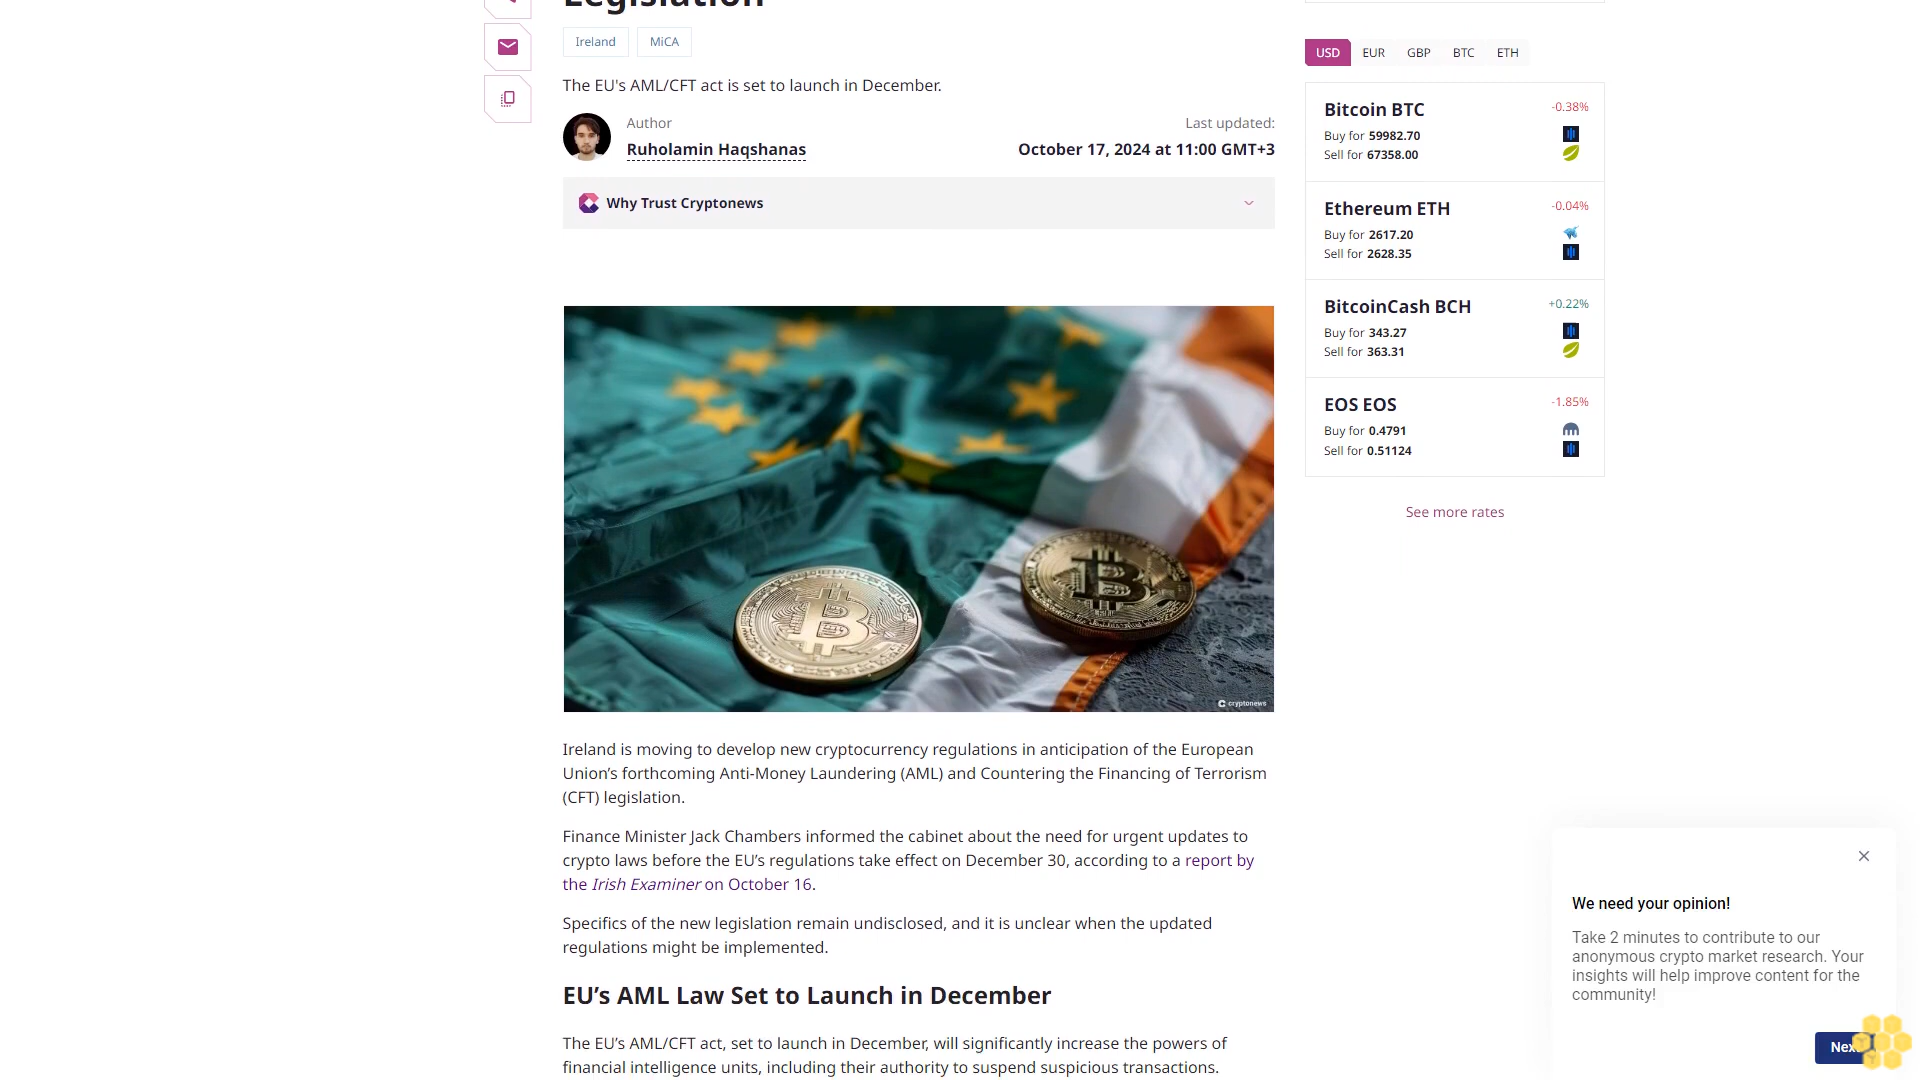 Legislation
Ireland
MiCA
The EU's AML/CFT act is set to launch in December.
Author
Ruholamin Haqshanas
Last updated:
October 17, 2024 at 11:00 GMT+3
Why Trust Cryptonews
cryptonews
Ireland is moving to develop new cryptocurrency regulations in anticipation of the European
Union’s forthcoming Anti-Money Laundering (AML) and Countering the Financing of Terrorism
(CFT) legislation.
Finance Minister Jack Chambers informed the cabinet about the need for urgent updates to
crypto laws before the EU’s regulations take effect on December 30, according to a report by
the Irish Examiner on October 16.
Specifics of the new legislation remain undisclosed, and it is unclear when the updated
regulations might be implemented.
EU’s AML Law Set to Launch in December
The EU’s AML/CFT act, set to launch in December, will significantly increase the powers of
financial intelligence units, including their authority to suspend suspicious transactions.
USD EUR GBP BTC ETH
Bitcoin BTC
-0.38%
Buy for 59982.70
Sell for 67358.00
Ethereum ETH
-0.04%
Buy for 2617.20
Sell for 2628.35
BitcoinCash BCH
+0.22%
Buy for 343.27
Sell for 363.31
EOS EOS
-1.85%
Buy for 0.4791
Sell for 0.51124
See more rates
We need your opinion!
Take 2 minutes to contribute to our
anonymous crypto market research. Your
insights will help improve content for the
community!